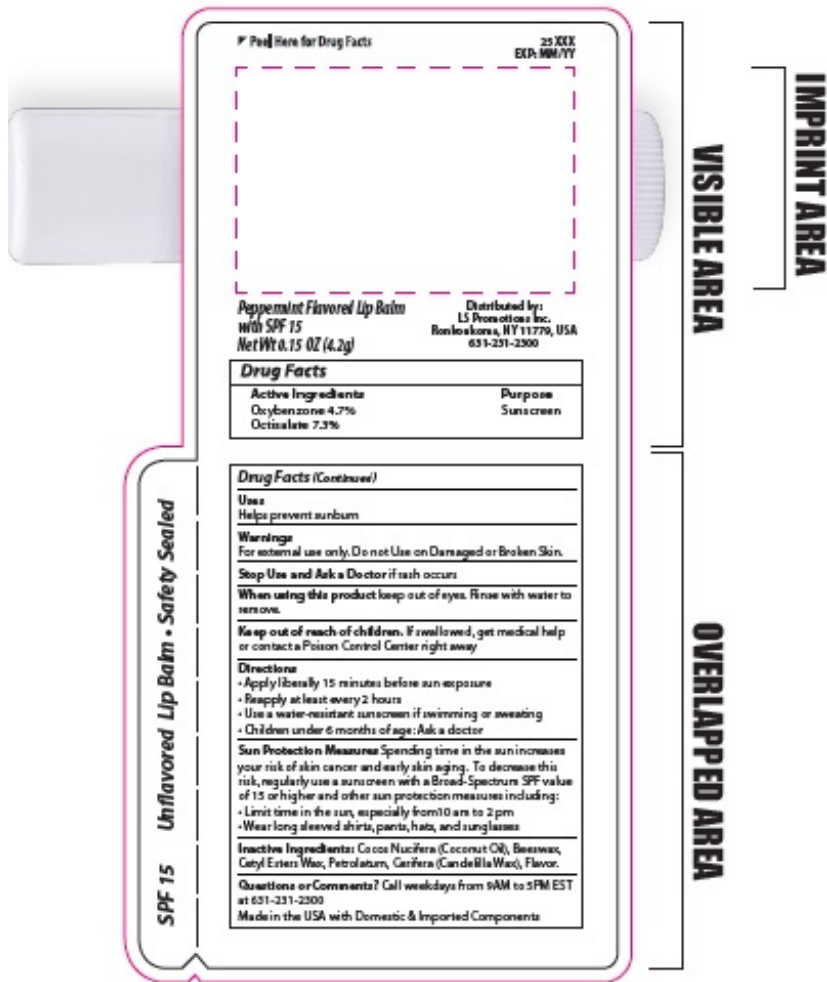 Peel Here for Drug Facts
25XXX
EXP: MM/YY
Peppermint Flavored Lip Balm
with SPF 15
Net Wt 0.15 OZ (4.2g)
Distributed by:
LS Promotions Inc.
Ronkonkoma, NY 11779, USA
631-231-2300
Drug Facts
Active Ingredients Purpose
Oxybenzone 4.7% Sunscreen
Octisalate 7.3%
Drug Facts (Continued)
Uses
Helps prevent sunburn
Warnings
For external use only. Do not Use on Damaged or Broken Skin.
Stop Use and Ask a Doctor if rash occurs
When using this product keep out of eyes. Rinse with water to
remove.
Keep out of reach of children. If swallowed, get medical help
or contact a Poison Control Center right away
Directions
• Apply liberally 15 minutes before sun exposure
• Reapply at least every 2 hours
• Use a water-resistant sunscreen if swimming or sweating
• Children under 6 months of age: Ask a doctor
Sun Protection Measures Spending time in the sun increases
your risk of skin cancer and early skin aging. To decrease this
risk, regularly use a sunscreen with a Broad-Spectrum SPF value
of 15 or higher and other sun protection measures including:
• Limit time in the sun, especially from10 am to 2 pm
• Wear long sleeved shirts, pants, hats, and sunglasses
Inactive Ingredients: Cocos Nucifera (Coconut Oil), Beeswax,
Cetyl Esters Wax, Petrolatum, Cerifera (Candelilla Wax), Flavor.
Questions or Comments? Call weekdays from 9AM to 5PM EST
at 631-231-2300
Made in the USA with Domestic & Imported Components
SPF 15 Unflavored Lip Balm • Safety Sealed
VISIBLE AREA
IMPRINT AREA
OVERLAPPED AREA